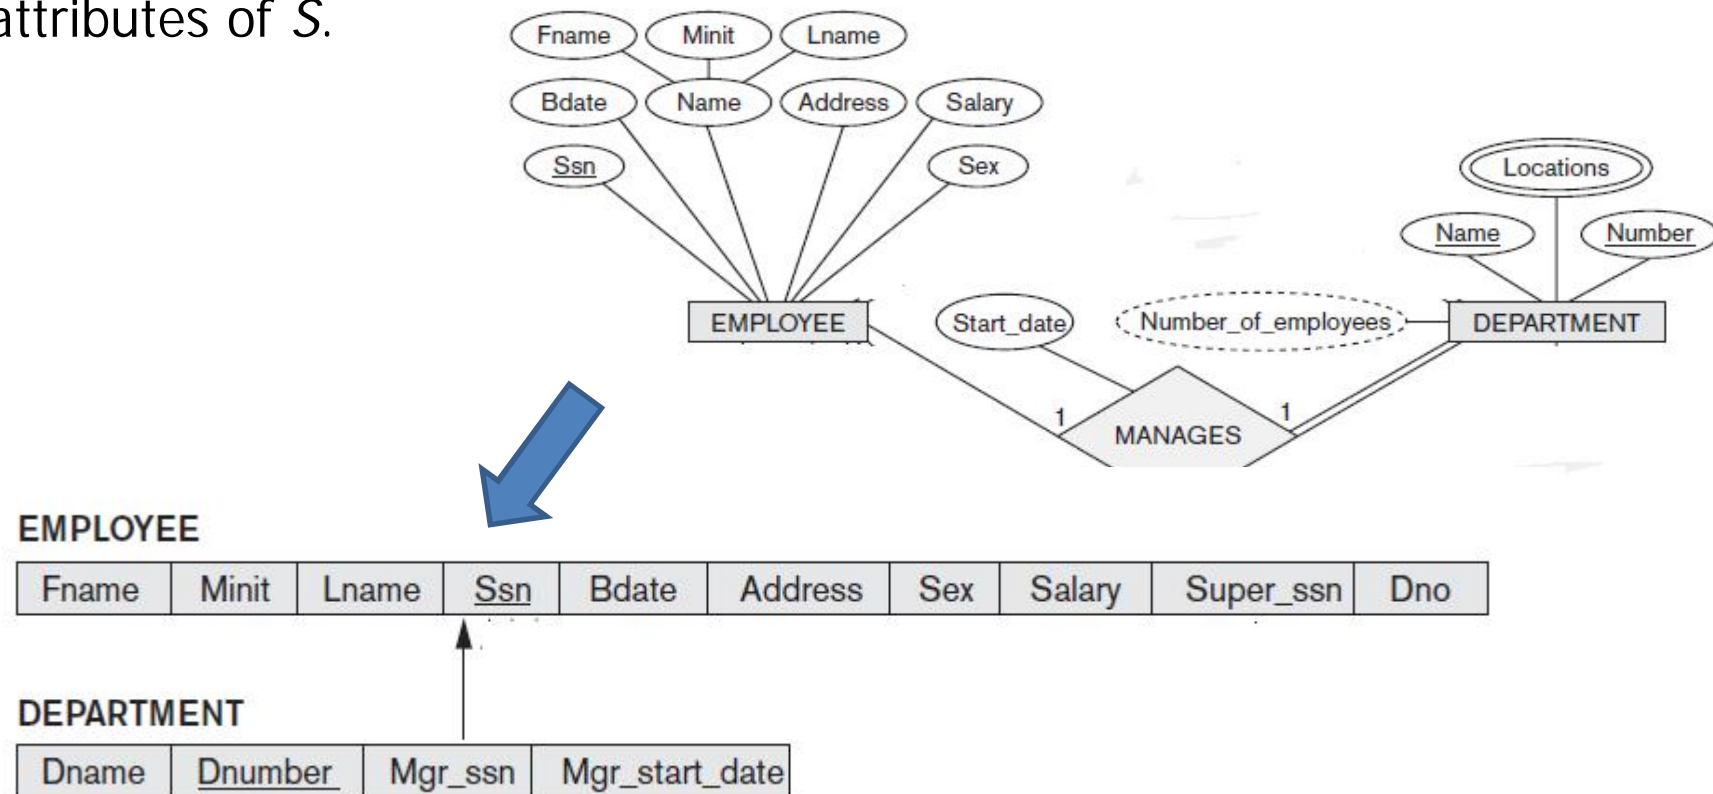 attributes of S.
Fname Minit Lname
Bdate Name Address Salary
Ssn Sex
Locations
Name Number
EMPLOYEE Start_date Number_of_employees DEPARTMENT
1 1
MANAGES
EMPLOYEE
Fname Minit Lname Ssn Bdate Address Sex Salary Super_ssn Dno
DEPARTMENT
Dname Dnumber Mgr_ssn Mgr_start_date